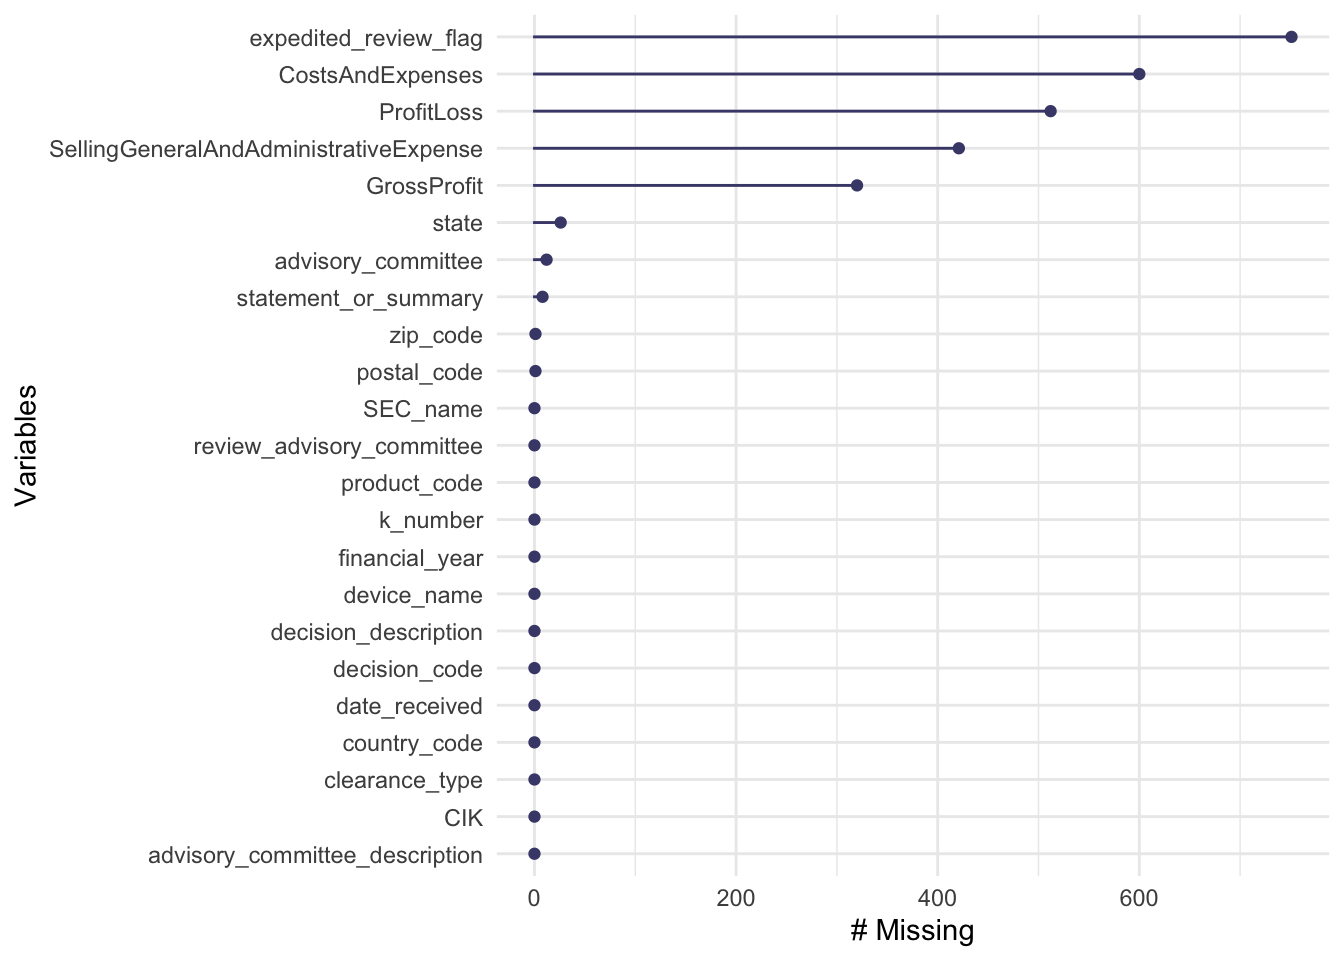 expedited_review_flag
CostsAndExpenses
ProfitLoss
SellingGeneralAndAdministrativeExpense
GrossProfit
state
advisory_committee
statement_or_summary
zip_code
postal_code
SEC_name
review_advisory_committee
product_code
k_number
financial_year
device_name
decision_description
decision_code
date_received
country_code
clearance_type
CIK
advisory_committee_description
Variables
0 200 400 600
# Missing